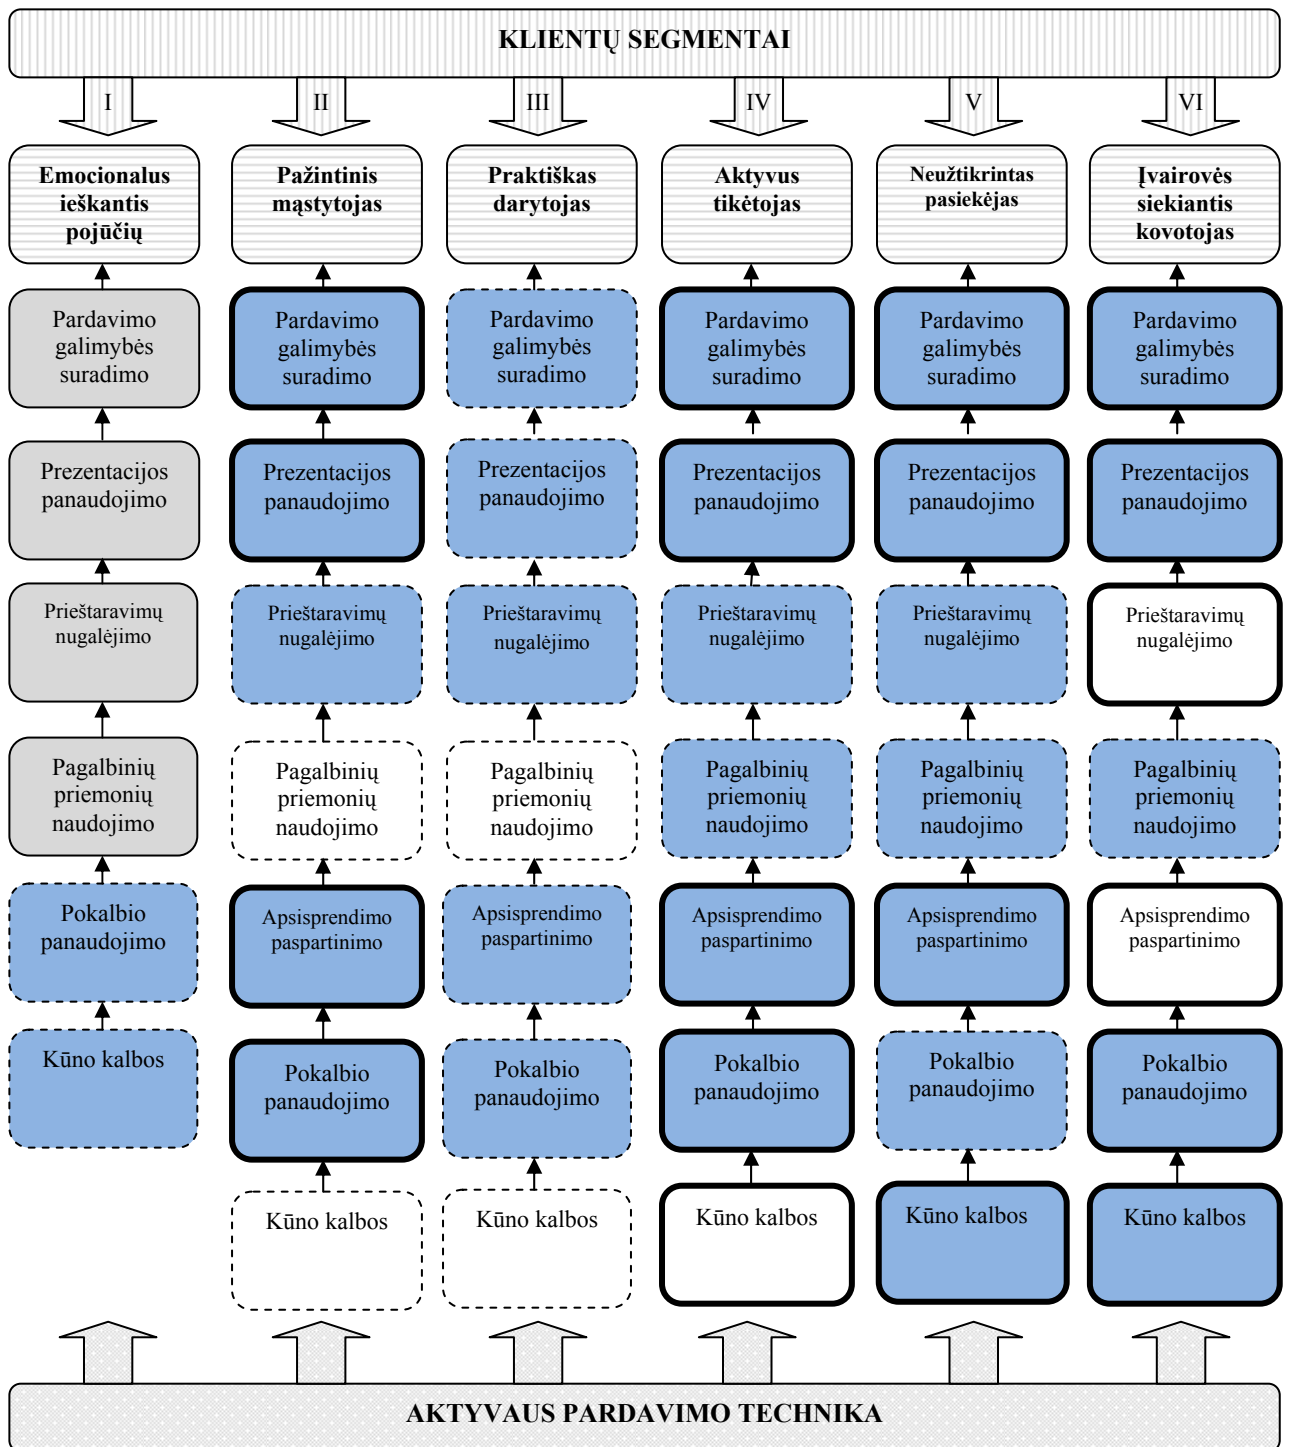 KLIENTŲ SEGMENTAI
I
II
III
IV
V
VI
Emocionalus
ieškantis
pojūčių
Pažintinis
mąstytojas
Praktiškas
darytojas
Aktyvus
tikėtojas
Neužtikrintas
pasiekėjas
Įvairovės
siekiantis
kovotojas
Pardavimo
galimybės
suradimo
Pardavimo
galimybės
suradimo
Pardavimo
galimybės
suradimo
Pardavimo
galimybės
suradimo
Pardavimo
galimybės
suradimo
Pardavimo
galimybės
suradimo
Prezentacijos
panaudojimo
Prezentacijos
panaudojimo
Prezentacijos
panaudojimo
Prezentacijos
panaudojimo
Prezentacijos
panaudojimo
Prezentacijos
panaudojimo
Prieštaravimų
nugalėjimo
Prieštaravimų
nugalėjimo
Prieštaravimų
nugalėjimo
Prieštaravimų
nugalėjimo
Prieštaravimų
nugalėjimo
Prieštaravimų
nugalėjimo
Pagalbinių
priemonių
naudojimo
Pagalbinių
priemonių
naudojimo
Pagalbinių
priemonių
naudojimo
Pagalbinių
priemonių
naudojimo
Pagalbinių
priemonių
naudojimo
Pagalbinių
priemonių
naudojimo
Pokalbio
panaudojimo
Apsisprendimo
paspartinimo
Apsisprendimo
paspartinimo
Apsisprendimo
paspartinimo
Apsisprendimo
paspartinimo
Apsisprendimo
paspartinimo
Kūno kalbos
Pokalbio
panaudojimo
Pokalbio
panaudojimo
Pokalbio
panaudojimo
Pokalbio
panaudojimo
Pokalbio
panaudojimo
Kūno kalbos
Kūno kalbos
Kūno kalbos
Kūno kalbos
Kūno kalbos
AKTYVAUS PARDAVIMO TECHNIKA